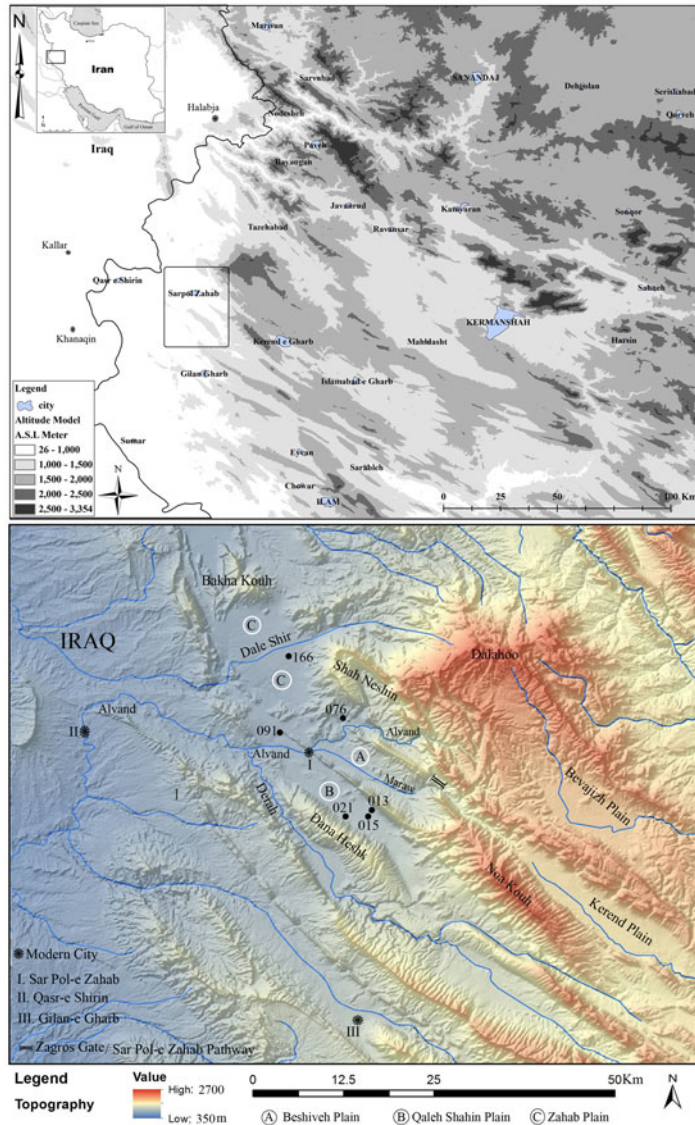 N
Caspian Sea
Iran
Gulf of Oman
Marivan
SANANDAJ
Sarvabad
Dehgolan
Serishabad
Qorveh
Halabja
Nodesheh
Iraq
Paveh
Bayangan
Javanrud
Kamyaran
Sonqor
Tazehabad
Ravansar
Kallar
Qasr e Shirin
Sarpol Zahab
Sahneh
KERMANSHAH
Khanaqin
Kerend e Gharb
Mahidasht
Harsin
Gilan Gharb
Islamabad e Gharb
Legend
city
Altitude Model
A.S.L Meter
26 - 1,000
1,000 - 1,500
1,500 - 2,000
2,000 - 2,500
2,500 - 3,354
Sumar
N
Eyvan
Sarableh
Chowar
ILAM
0 25 50 100 KM
Bakha Kouh
C
IRAQ
Dale Shir
166
Dalahoo
C
Shah Neshin
076
Alvand
091
Alvand
II
I
A
Bevajizh Plain
Maraw
B
013
021
015
Derah
Dana Heshk
Noa Kouh
Kerend Plain
Modern City
I. Sar Pol-e Zahab
II. Qasr-e Shirin
III. Gilan-e Gharb
III
Zagros Gate/ Sar Pol-e Zahab Pathway
Legend
Topography
Value
High: 2700
Low: 350m
0 12.5 25 50Km
N
A Beshiveh Plain B Qaleh Shahin Plain C Zahab Plain